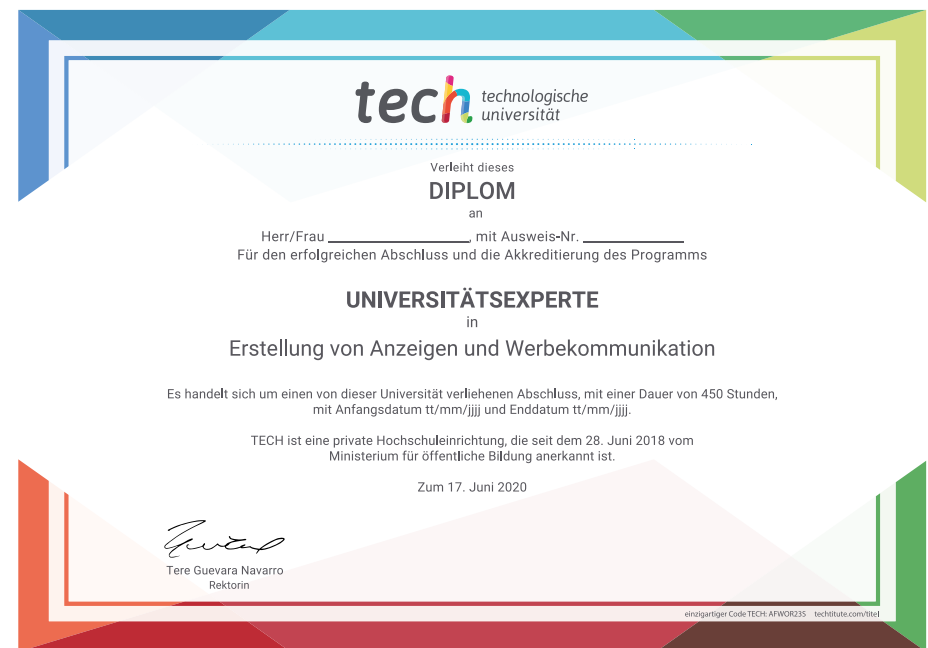 tech technologische
universität
Verleiht dieses
DIPLOM
an
Herr/Frau ____________________, mit Ausweis-Nr. ______________
Für den erfolgreichen Abschluss und die Akkreditierung des Programms
UNIVERSITÄTSEXPERTE
in
Erstellung von Anzeigen und Werbekommunikation
Es handelt sich um einen von dieser Universität verliehenen Abschluss, mit einer Dauer von 450 Stunden,
mit Anfangsdatum tt/mm/jjjj und Enddatum tt/mm/jjjj.
TECH ist eine private Hochschuleinrichtung, die seit dem 28. Juni 2018 vom
Ministerium für öffentliche Bildung anerkannt ist.
Zum 17. Juni 2020
Tere Guevara Navarro
Rektorin
einzigartiger Code TECH: AFWOR23S techtitute.com/titel